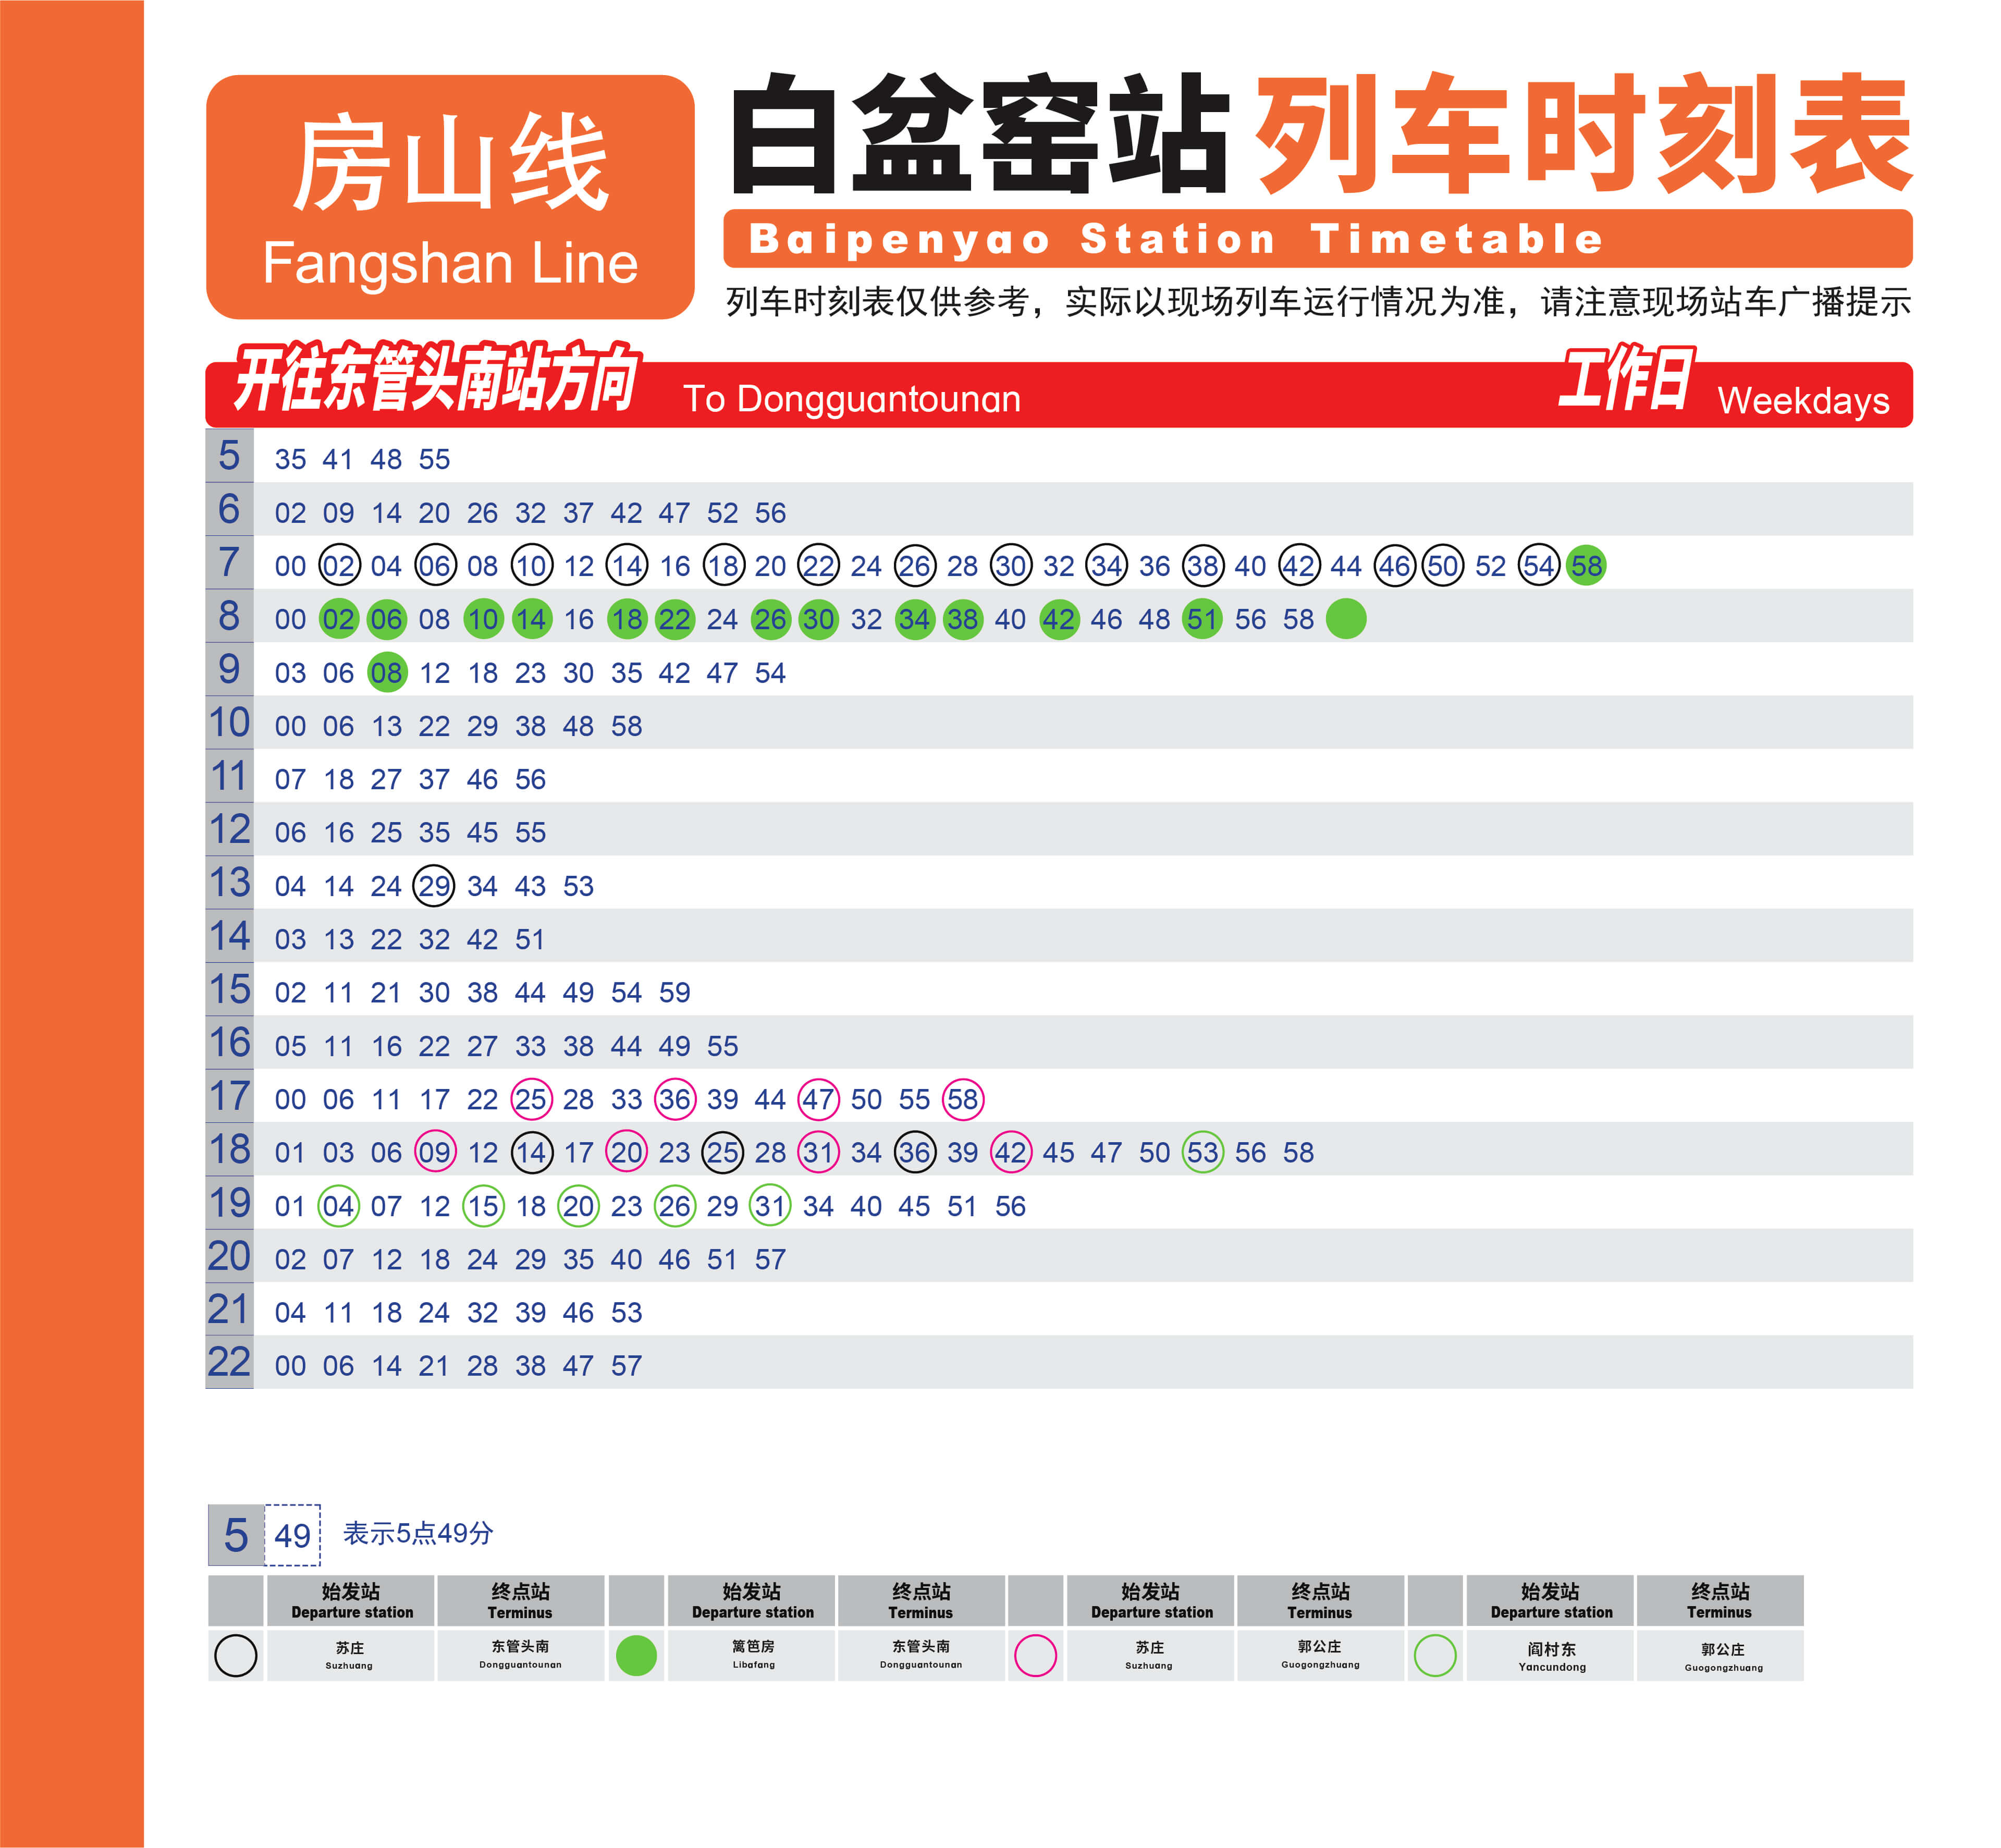 房山线
Fangshan Line
白盆窑站 列车时刻表
Baipenyao Station Timetable
列车时刻表仅供参考，实际以现场列车运行情况为准，请注意现场站车广播提示
开往东管头南站方向 To Dongguantounan 工作日 Weekdays
5 35 41 48 55
6 02 09 14 20 26 32 37 42 47 52 56
7 00 02 04 06 08 10 12 14 16 18 20 22 24 26 28 30 32 34 36 38 40 42 44 46 50 52 54 58
8 00 02 06 08 10 14 16 18 22 24 26 30 32 34 38 40 42 46 48 51 56 58
9 03 06 08 12 18 23 30 35 42 47 54
10 00 06 13 22 29 38 48 58
11 07 18 27 37 46 56
12 06 16 25 35 45 55
13 04 14 24 29 34 43 53
14 03 13 22 32 42 51
15 02 11 21 30 38 44 49 54 59
16 05 11 16 22 27 33 38 44 49 55
17 00 06 11 17 22 25 28 33 36 39 44 47 50 55 58
18 01 03 06 09 12 14 17 20 23 25 28 31 34 36 39 42 45 47 50 53 56 58
19 01 04 07 12 15 18 20 23 26 29 31 34 40 45 51 56
20 02 07 12 18 24 29 35 40 46 51 57
21 04 11 18 24 32 39 46 53
22 00 06 14 21 28 38 47 57
5 49 表示5点49分
始发站 终点站 始发站 终点站 始发站 终点站 始发站 终点站
Departure station Terminus Departure station Terminus Departure station Terminus Departure station Terminus
苏庄 东管头南 篱笆房 东管头南 苏庄 郭公庄 阎村东 郭公庄
Suzhuang Dongguantounan Libafang Dongguantounan Suzhuang Guogongzhuang Yancundong Guogongzhuang